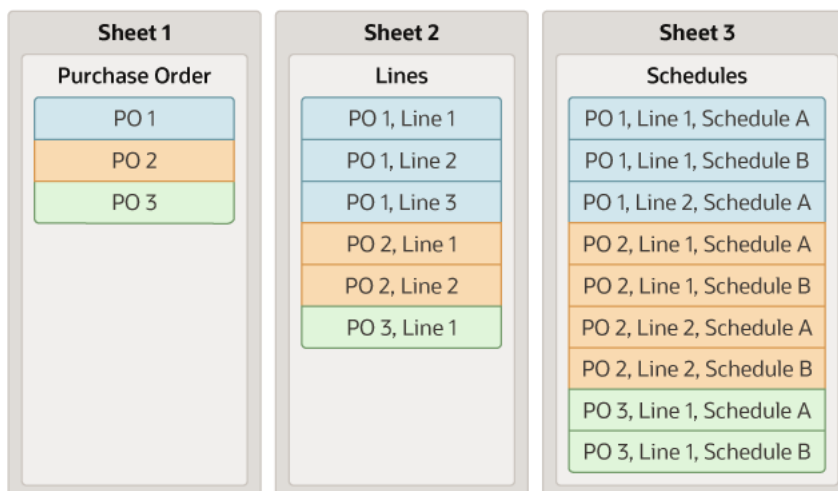 Sheet 1
Purchase Order
PO 1
PO 2
PO 3
Sheet 2
Lines
PO 1, Line 1
PO 1, Line 2
PO 1, Line 3
PO 2, Line 1
PO 2, Line 2
PO 3, Line 1
Sheet 3
Schedules
PO 1, Line 1, Schedule A
PO 1, Line 1, Schedule B
PO 1, Line 2, Schedule A
PO 2, Line 1, Schedule A
PO 2, Line 1, Schedule B
PO 2, Line 2, Schedule A
PO 2, Line 2, Schedule B
PO 3, Line 1, Schedule A
PO 3, Line 1, Schedule B